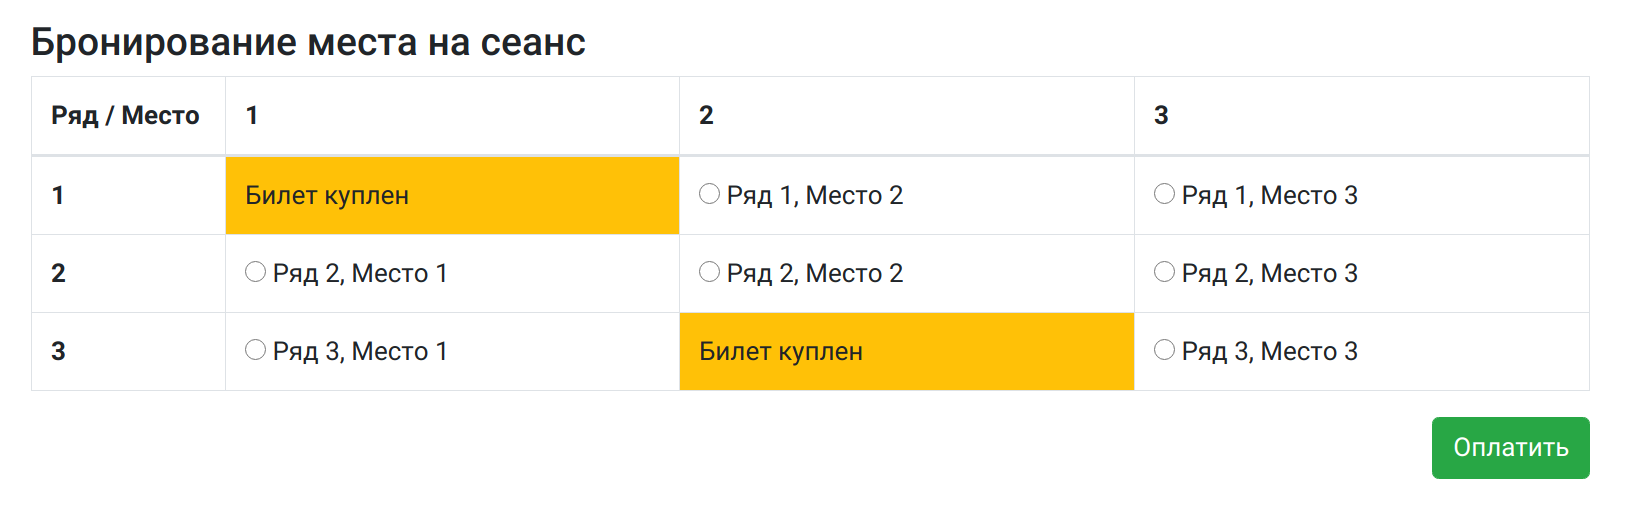 Бронирование места на сеанс
Ряд / Место 1 2 3
1 Билет куплен Ряд 1, Место 2 Ряд 1, Место 3
2 Ряд 2, Место 1 Ряд 2, Место 2 Ряд 2, Место 3
3 Ряд 3, Место 1 Билет куплен Ряд 3, Место 3
Оплатить